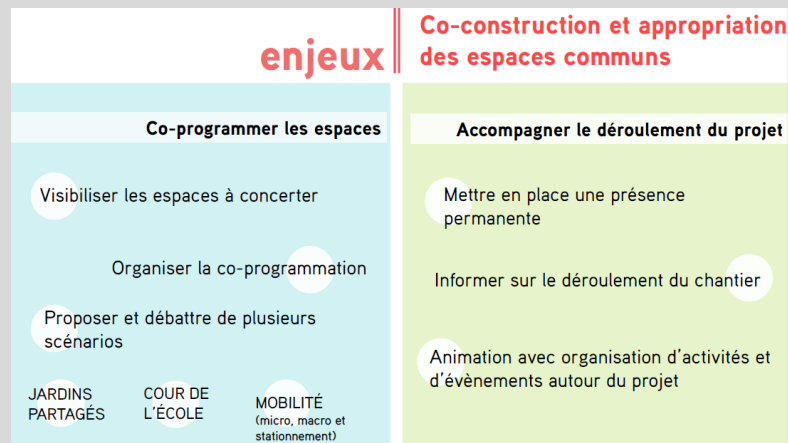 enjeux
Co-construction et appropriation
des espaces communs
Co-programmer les espaces
Visibiliser les espaces à concerter
Organiser la co-programmation
Proposer et débattre de plusieurs
scénarios
JARDINS
PARTAGÉS
COUR DE
L'ÉCOLE
MOBILITÉ
(micro, macro et
stationnement)
Accompagner le déroulement du projet
Mettre en place une présence
permanente
Informer sur le déroulement du chantier
Animation avec organisation d'activités et
d'évènements autour du projet